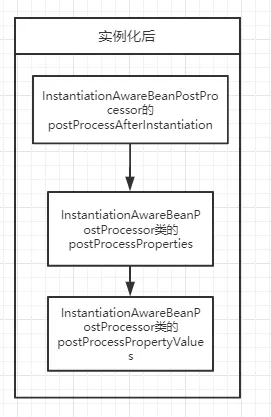 实例化后
InstantiationAwareBeanPostPro
cessor的
postProcessAfterInstantiation
InstantiationAwareBeanP
ostProcessor类的
postProcessProperties
InstantiationAwareBeanP
ostProcessor类的
postProcessPropertyValue
s